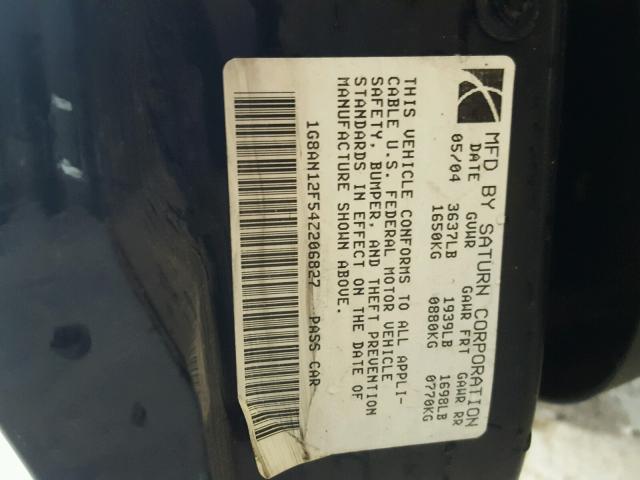 MFD BY SATURN CORPORATION
DATE GVWR GAWR FRT GAWR RR
05/04 3637LB 1939LB 1698LB
1650KG 0880KG 0770KG
THIS VEHICLE CONFORMS TO ALL APPLI-
CABLE U.S. FEDERAL MOTOR VEHICLE
SAFETY, BUMPER, AND THEFT PREVENTION
STANDARDS IN EFFECT ON THE DATE OF
MANUFACTURE SHOWN ABOVE.
1G8AN12F54Z206827 PASS CAR